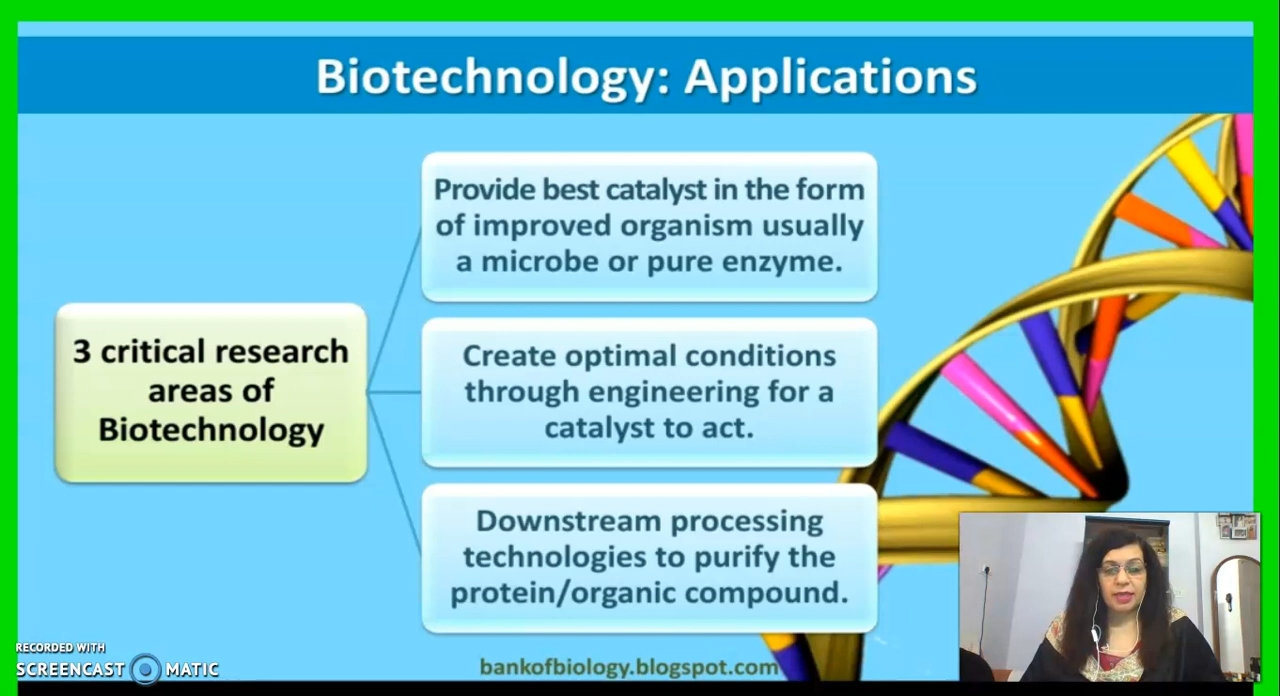 Biotechnology: Applications
Provide best catalyst in the form
of improved organism usually
a microbe or pure enzyme.
3 critical research
areas of
Biotechnology
Create optimal conditions
through engineering for a
catalyst to act.
Downstream processing
technologies to purify the
protein/organic compound.
bankofbiology.blogspot.com
RECORDED WITH
SCREENCAST MATIC